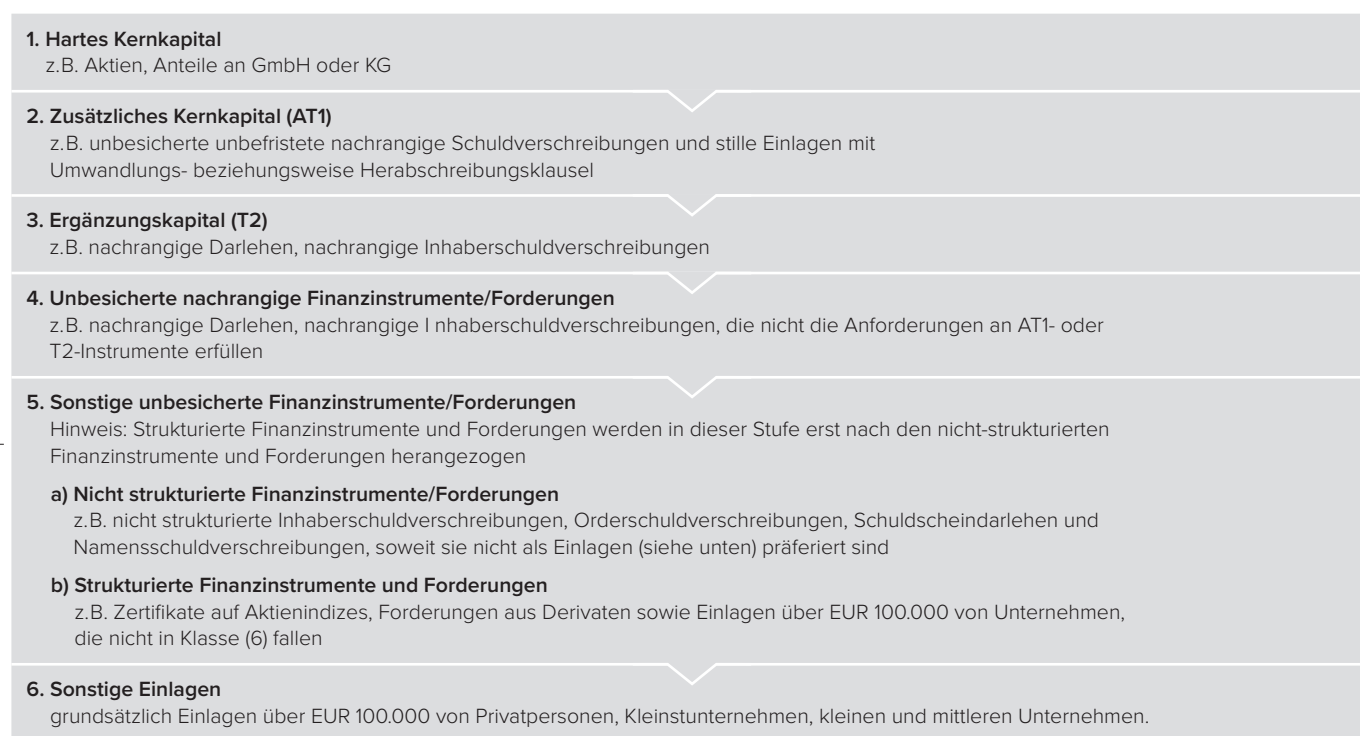 1. Hartes Kernkapital
z.B. Aktien, Anteile an GmbH oder KG
2. Zusätzliches Kernkapital (AT1)
z.B. unbesicherte unbefristete nachrangige Schuldverschreibungen und stille Einlagen mit
Umwandlungs- beziehungsweise Herabschreibungsklausel
3. Ergänzungskapital (T2)
z.B. nachrangige Darlehen, nachrangige Inhaberschuldverschreibungen
4. Unbesicherte nachrangige Finanzinstrumente/Forderungen
z.B. nachrangige Darlehen, nachrangige I nhaberschuldverschreibungen, die nicht die Anforderungen an AT1- oder
T2-Instrumente erfüllen
5. Sonstige unbesicherte Finanzinstrumente/Forderungen
Hinweis: Strukturierte Finanzinstrumente und Forderungen werden in dieser Stufe erst nach den nicht-strukturierten
Finanzinstrumente und Forderungen herangezogen
a) Nicht strukturierte Finanzinstrumente/Forderungen
z.B. nicht strukturierte Inhaberschuldverschreibungen, Orderschuldverschreibungen, Schuldscheindarlehen und
Namensschuldverschreibungen, soweit sie nicht als Einlagen (siehe unten) präferiert sind
b) Strukturierte Finanzinstrumente und Forderungen
z.B. Zertifikate auf Aktienindizes, Forderungen aus Derivaten sowie Einlagen über EUR 100.000 von Unternehmen,
die nicht in Klasse (6) fallen
6. Sonstige Einlagen
grundsätzlich Einlagen über EUR 100.000 von Privatpersonen, Kleinstunternehmen, kleinen und mittleren Unternehmen.